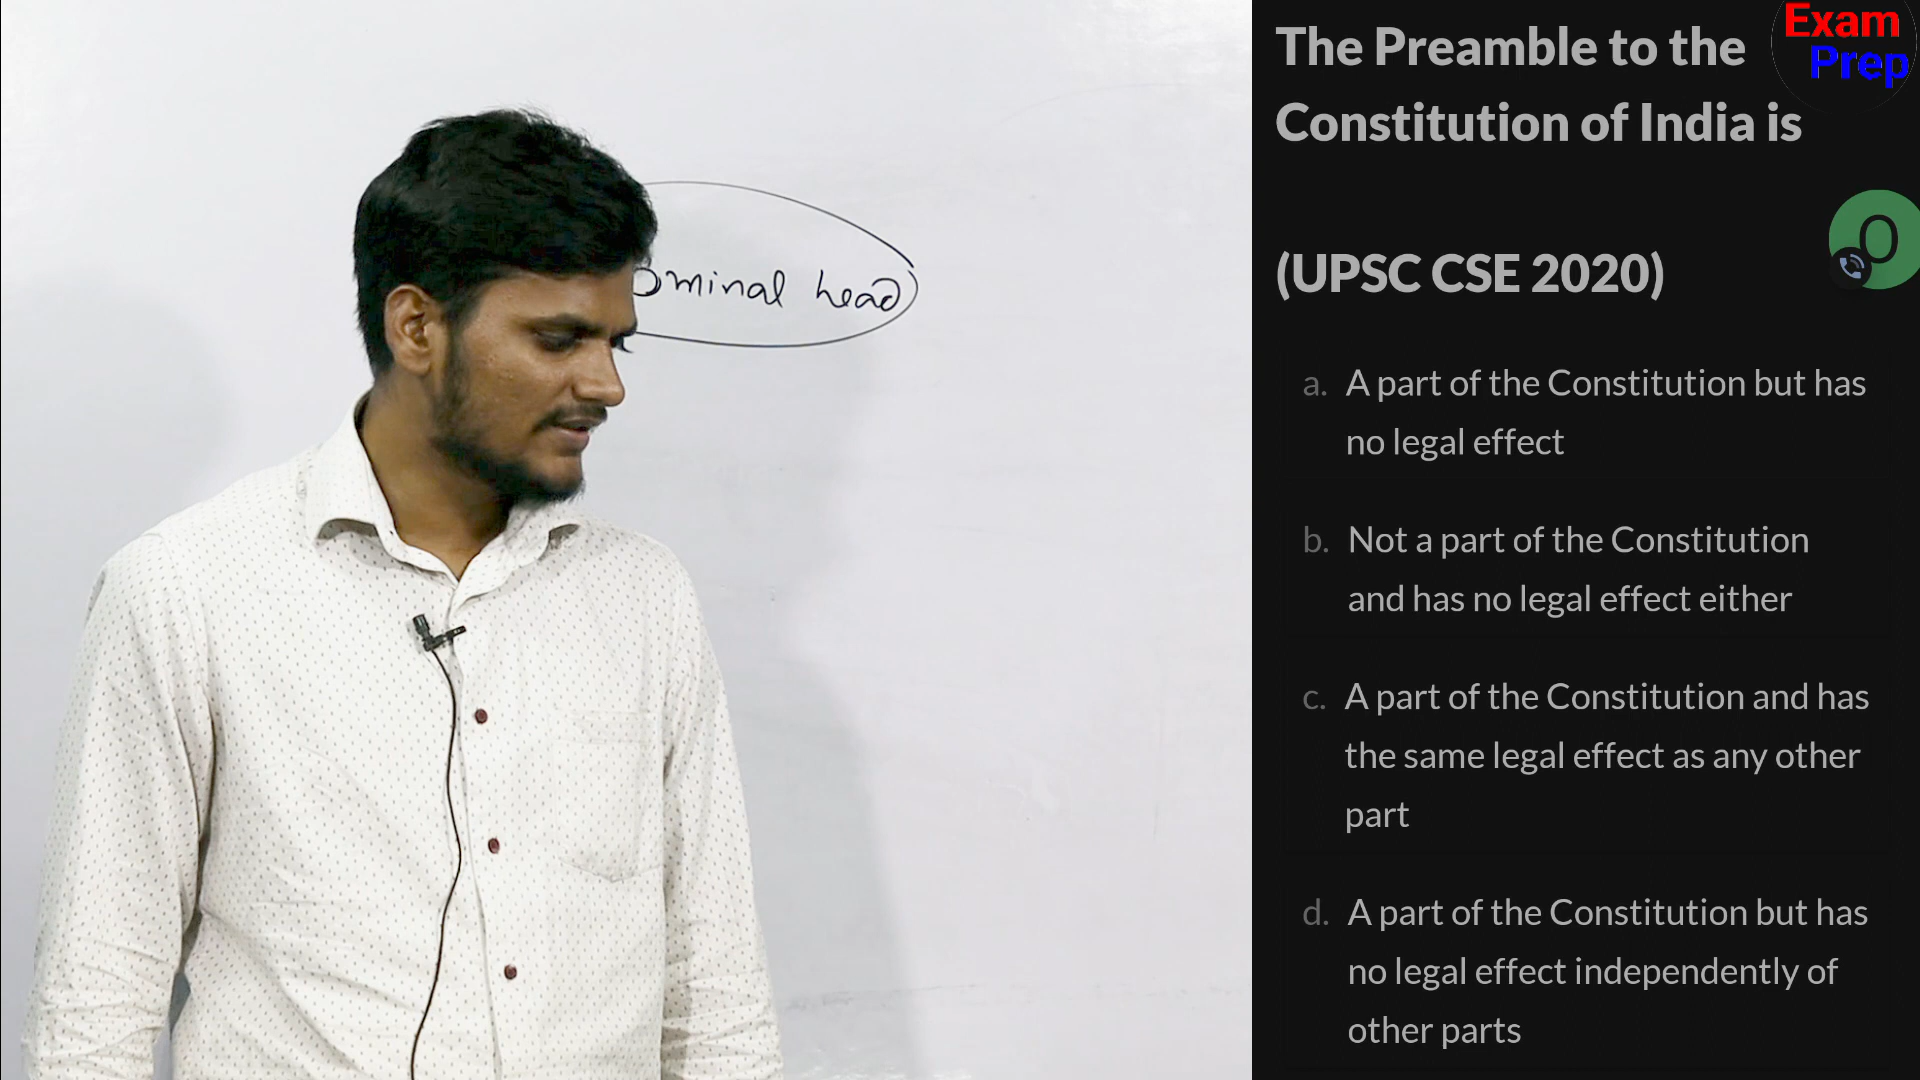 ominal head
The Preamble to the
Constitution of India is
(UPSC CSE 2020)
a. A part of the Constitution but has
no legal effect
b. Not a part of the Constitution
and has no legal effect either
c. A part of the Constitution and has
the same legal effect as any other
part
d. A part of the Constitution but has
no legal effect independently of
other parts
Exam
Prep
O